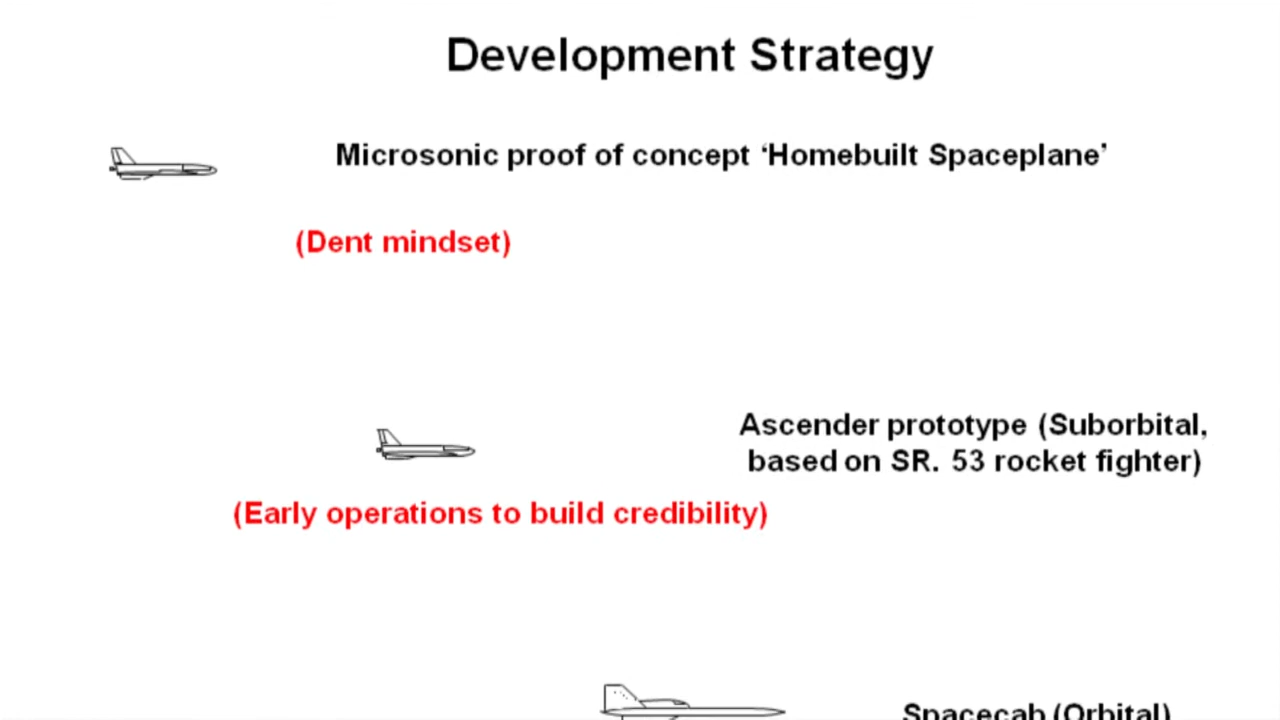 Development Strategy
Microsonic proof of concept ‘Homebuilt Spaceplane’
(Dent mindset)
Ascender prototype (Suborbital,
based on SR. 53 rocket fighter)
(Early operations to build credibility)
Spacecab (Orbital)